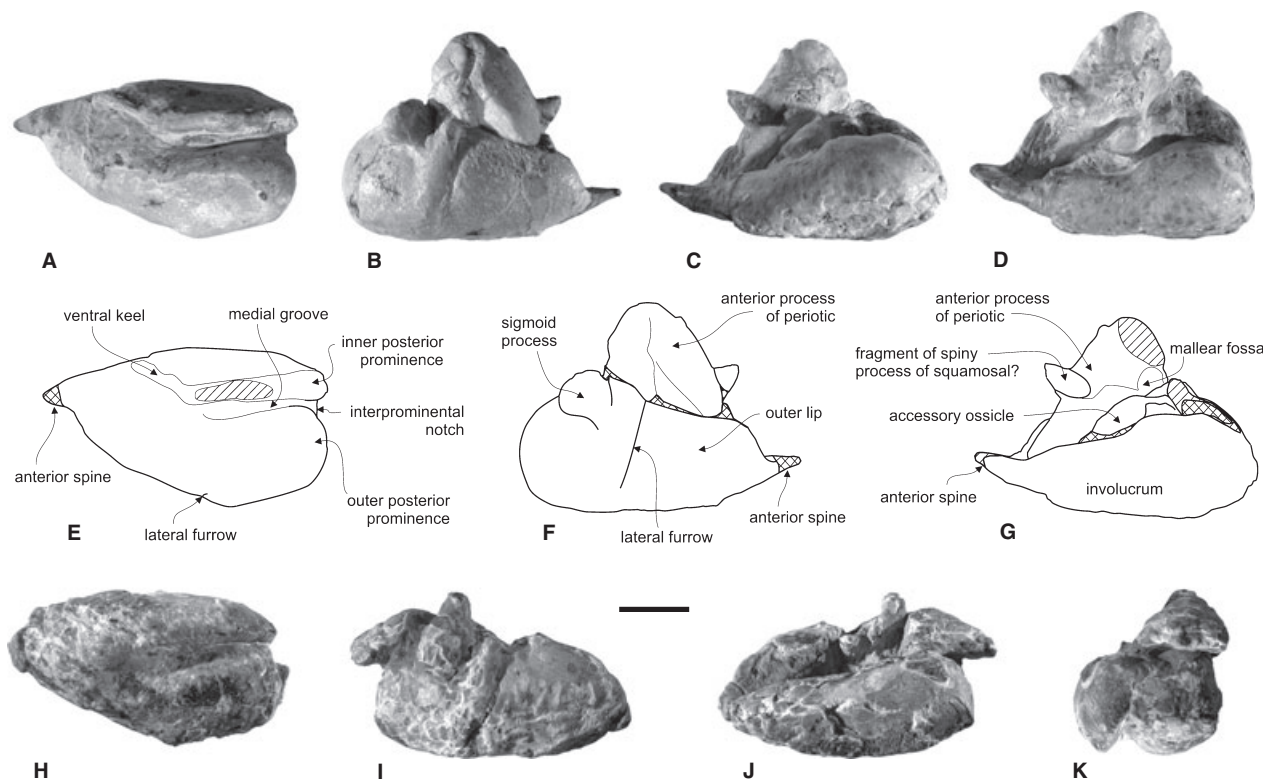 A
B
C
D
ventral keel
medial groove
inner posterior
prominence
interprominental
notch
anterior spine
outer posterior
prominence
lateral furrow
E
sigmoid
process
anterior process
of periotic
outer lip
anterior spine
lateral furrow
F
anterior process
of periotic
fragment of spiny
process of squamosal?
mallear fossa
accessory ossicle
anterior spine
involucrum
G
H
I
J
K